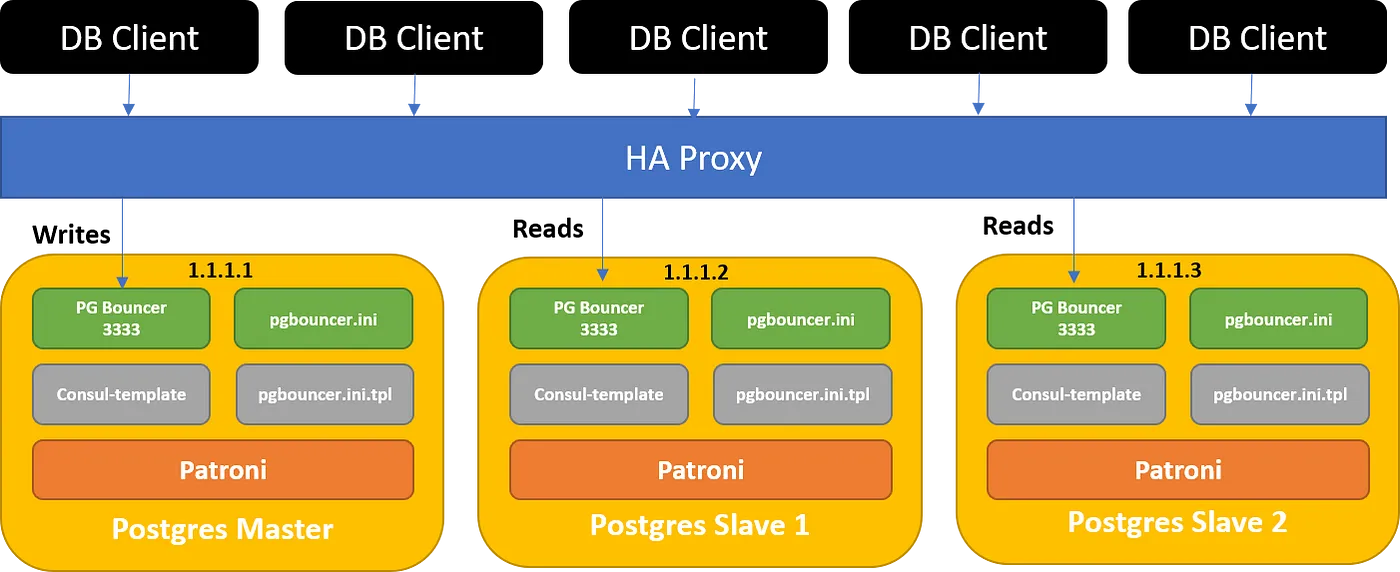 DB Client
DB Client
DB Client
DB Client
DB Client
HA Proxy
Writes
Reads
Reads
1.1.1.1
PG Bouncer
3333
pgbouncer.ini
Consul-template
pgbouncer.ini.tpl
Patroni
Postgres Master
1.1.1.2
PG Bouncer
3333
pgbouncer.ini
Consul-template
pgbouncer.ini.tpl
Patroni
Postgres Slave 1
1.1.1.3
PG Bouncer
3333
pgbouncer.ini
Consul-template
pgbouncer.ini.tpl
Patroni
Postgres Slave 2